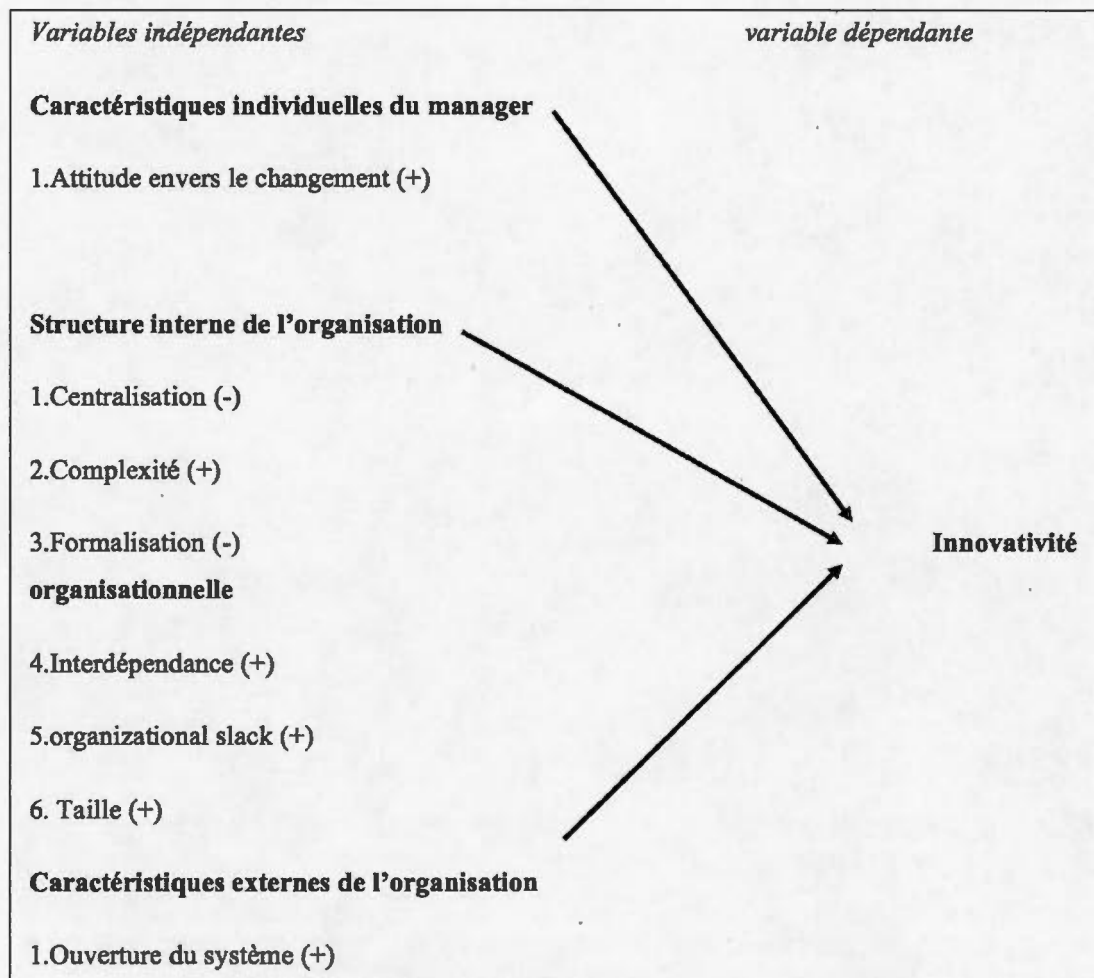 Variables indépendantes variable dépendante
Caractéristiques individuelles du manager
1.Attitude envers le changement (+)
Structure interne de l'organisation
1.Centralisation (-)
2.Complexité (+)
3.Formalisation (-)
Innovativité
organisationnelle
4.Interdépendance (+)
5.organizational slack (+)
6. Taille (+)
Caractéristiques externes de l'organisation
1.Ouverture du système (+)